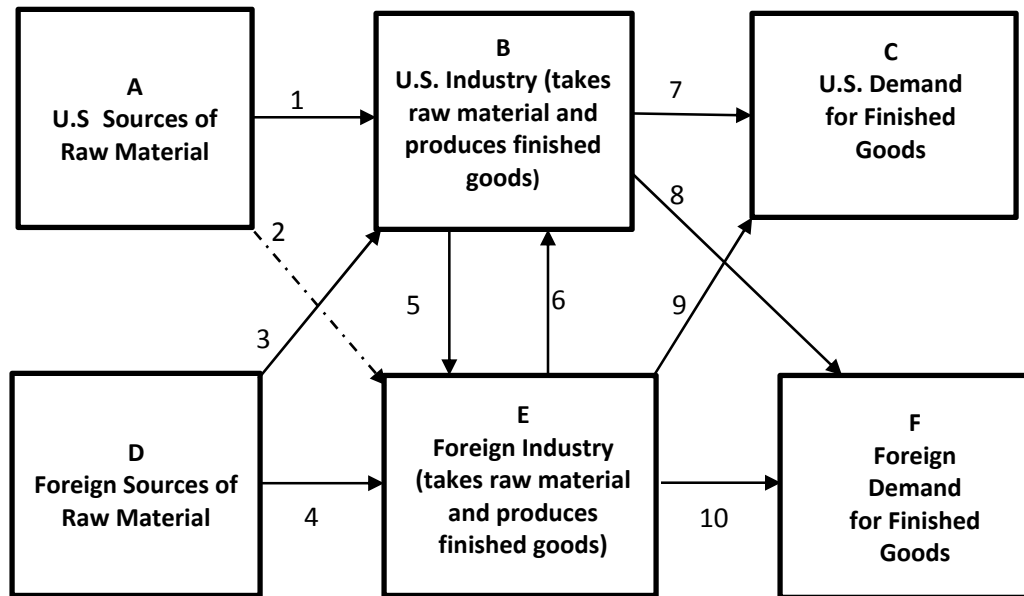 A
U.S Sources of
Raw Material
1
B
U.S. Industry (takes
raw material and
produces finished
goods)
7
C
U.S. Demand
for Finished
Goods
2
8
3
5
6
9
D
Foreign Sources of
Raw Material
4
E
Foreign Industry
(takes raw material
and produces
finished goods)
10
F
Foreign
Demand
for Finished
Goods